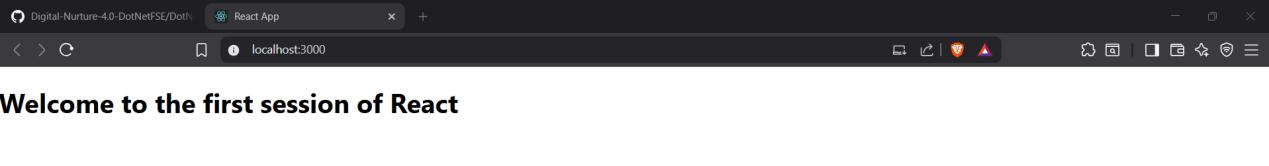 Digital-Nurture-4.0-DotNetFSE/DotN
React App
localhost:3000
Welcome to the first session of React